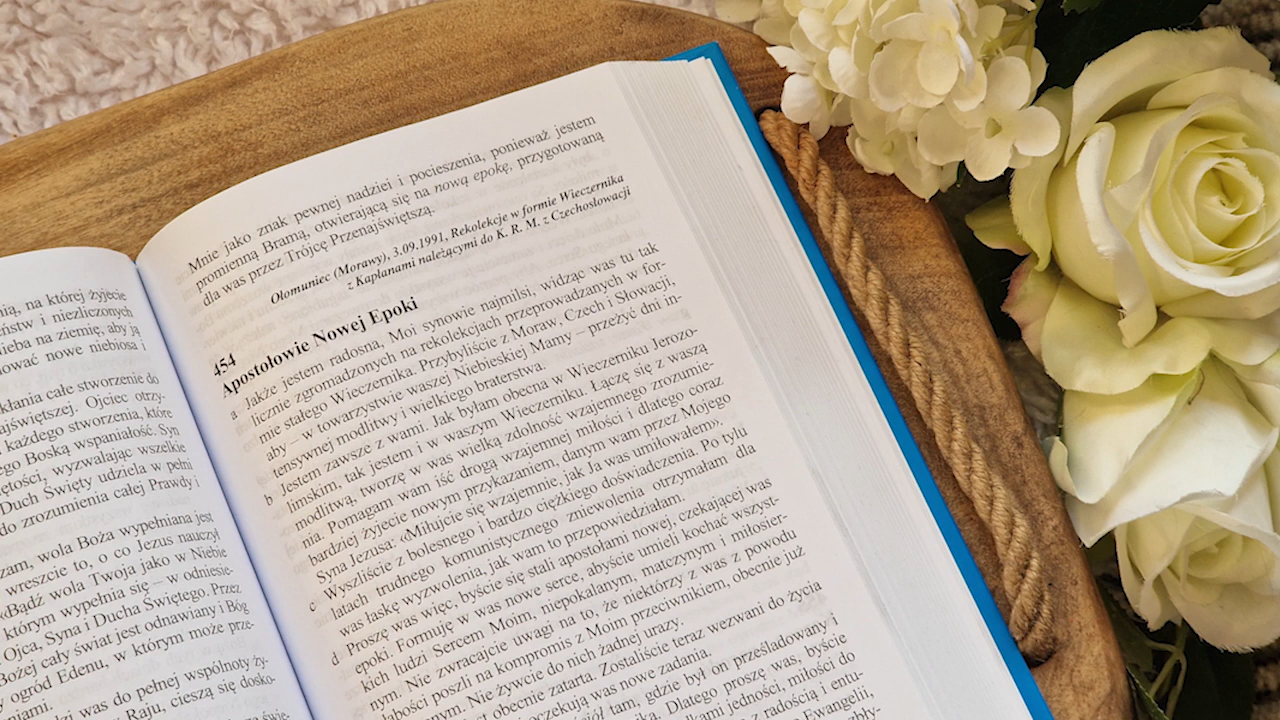 nią, na której żyjecie
ństw i niezliczonych
ieba na ziemię, aby ją
ować nowe niebiosa i
kłania całe stworzenie do
ajświętszej. Ojciec otrzy-
każdego stworzenia, które
ego Boską wspaniałość. Syn
ętości, wyzwalając wszelkie
Duch Święty udziela w pełni
do zrozumienia całej Prawdy i
zam, wola Boża wypełniana jest
wreszcie to, o co Jezus nauczył
«Bądź wola Twoja jako w Niebie
którym wypełnia się – w odniesie-
Ojca, Syna i Ducha Świętego. Przez
Bożej cały świat jest odnawiany i Bóg
y ogród Edenu, w którym może prze-
niami.
was do pełnej wspólnoty ży-
w Raju, cieszą się dosko-
Mnie jako znak pewnej nadziei i pocieszenia, ponieważ jestem
promienną Bramą, otwierającą się na nową epokę, przygotowaną
dla was przez Trójcę Przenajświętszą.
Ołomuniec (Morawy), 3.09.1991, Rekolekcje w formie Wieczernika
z Kapłanami należącymi do K. R. M. z Czechosłowacji
454
Apostołowie Nowej Epoki
a Jakże jestem radosna, Moi synowie najmilsi, widząc was tu tak
licznie zgromadzonych na rekolekcjach przeprowadzanych w for-
mie stałego Wieczernika. Przybyliście z Moraw, Czech i Słowacji,
aby – w towarzystwie waszej Niebieskiej Mamy – przeżyć dni in-
tensywnej modlitwy i wielkiego braterstwa.
b Jestem zawsze z wami. Jak byłam obecna w Wieczerniku Jerozo-
limskim, tak jestem i w waszym Wieczerniku. Łączę się z waszą
modlitwą, tworzę w was wielką zdolność wzajemnego zrozumie-
nia. Pomagam wam iść drogą wzajemnej miłości i dlatego coraz
bardziej żyjecie nowym przykazaniem, danym wam przez Mojego
Syna Jezusa: «Miłujcie się wzajemnie, jak Ja was umiłowałem».
c Wyszliście z bolesnego i bardzo ciężkiego doświadczenia. Po tylu
latach trudnego komunistycznego zniewolenia otrzymałam dla
was łaskę wyzwolenia, jak wam to przepowiedziałam.
d Proszę was więc, byście się stali apostołami nowej, czekającej was
epoki. Formuję w was nowe serce, abyście umieli kochać wszyst-
kich ludzi Sercem Moim, niepokalanym, matczynym i miłosier-
nym. Nie zwracajcie uwagi na to, że niektórzy z was z powodu
łabości poszli na kompromis z Moim przeciwnikiem, obecnie już
Nie żywcie do nich żadnej urazy.
obecnie zatarta. Zostaliście teraz wezwani do życia
oczekują was nowe zadania.
tam, gdzie był on prześladowany i
Dlatego proszę was, byście
kami jedności, miłości do
z radością i entu-
Ewangelii,